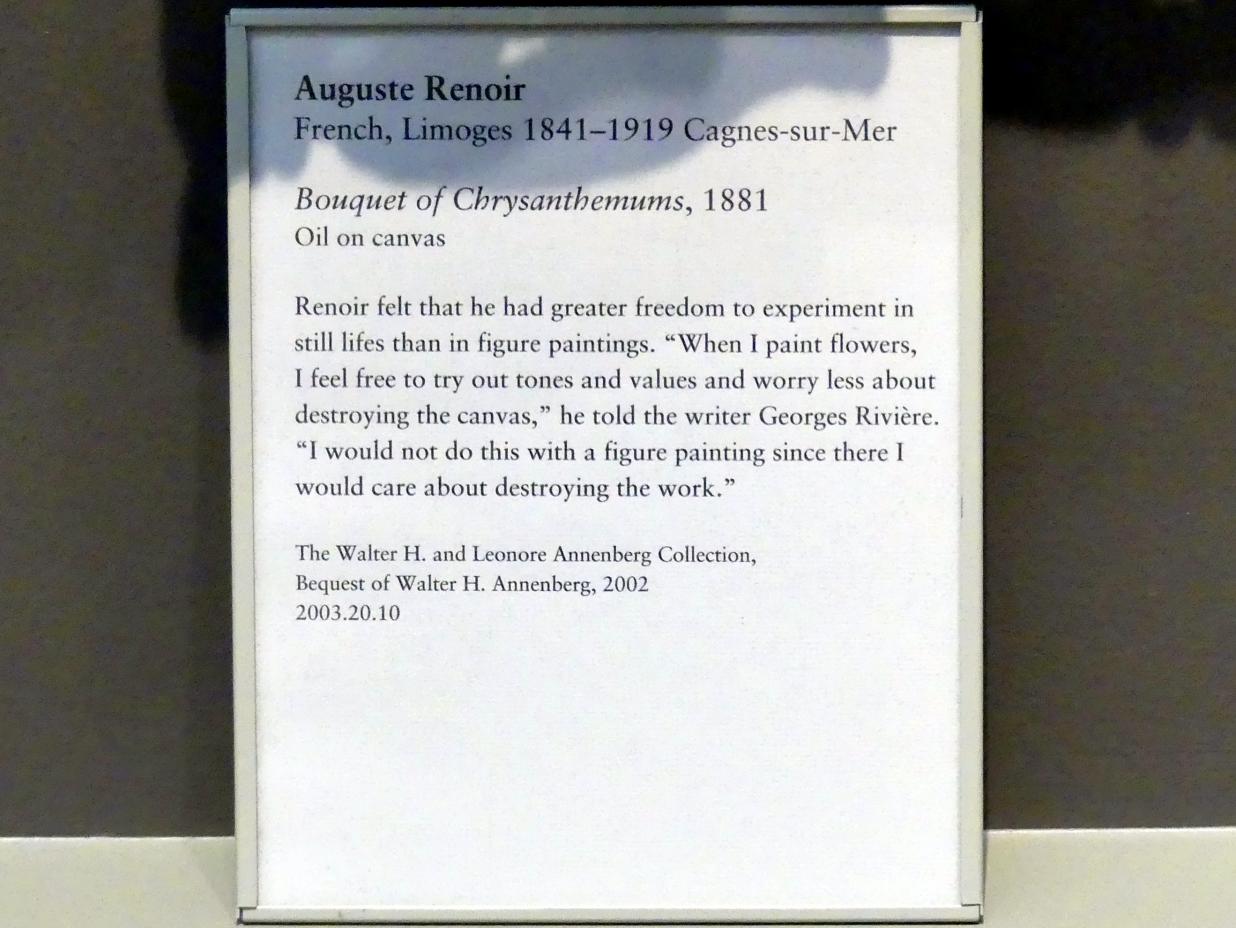 Auguste Renoir
French, Limoges 1841–1919 Cagnes-sur-Mer
Bouquet of Chrysanthemums, 1881
Oil on canvas
Renoir felt that he had greater freedom to experiment in
still lifes than in figure paintings. “When I paint flowers,
I feel free to try out tones and values and worry less about
destroying the canvas,” he told the writer Georges Rivière.
“I would not do this with a figure painting since there I
would care about destroying the work.”
The Walter H. and Leonore Annenberg Collection,
Bequest of Walter H. Annenberg, 2002
2003.20.10